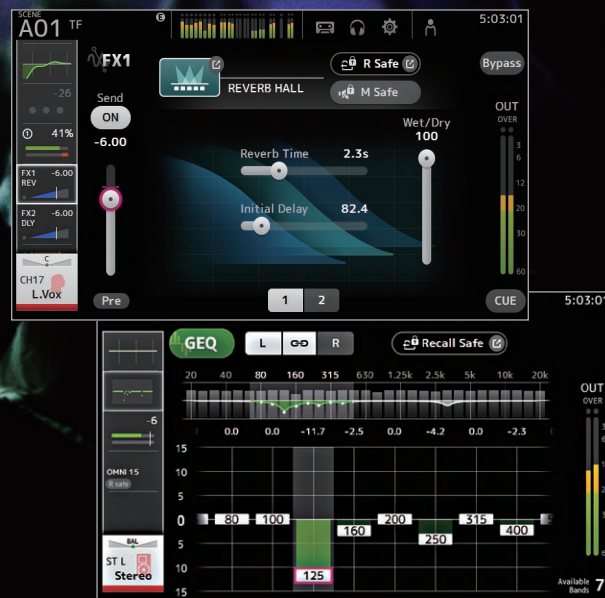 SCENE
A01 TF
E
5:03:01
FX1
R Safe
M Safe
Bypass
REVERB HALL
-26
Send
ON
-6.00
41%
Wet/Dry
100
OUT
OVER
3
6
12
20
30
60
Reverb Time 2.3s
Initial Delay 82.4
FX1 -6.00
REV
FX2 -6.00
DLY
C
CH17
L.Vox
Pre
1 2
CUE
5:03:01
GEQ
L R
Recall Safe
20 40 80 160 315 630 1.25k 2.5k 5k 10k 20k
OUT
OVER
-6
0.0 0.0 -11.7 -2.5 0.0 -4.2 0.0 -2.3
OMNI 15
R safe
15
10
5
0
5
10
15
80 100 125 160 200 250 315 400
BAL
ST L
Stereo
Available
Bands 7